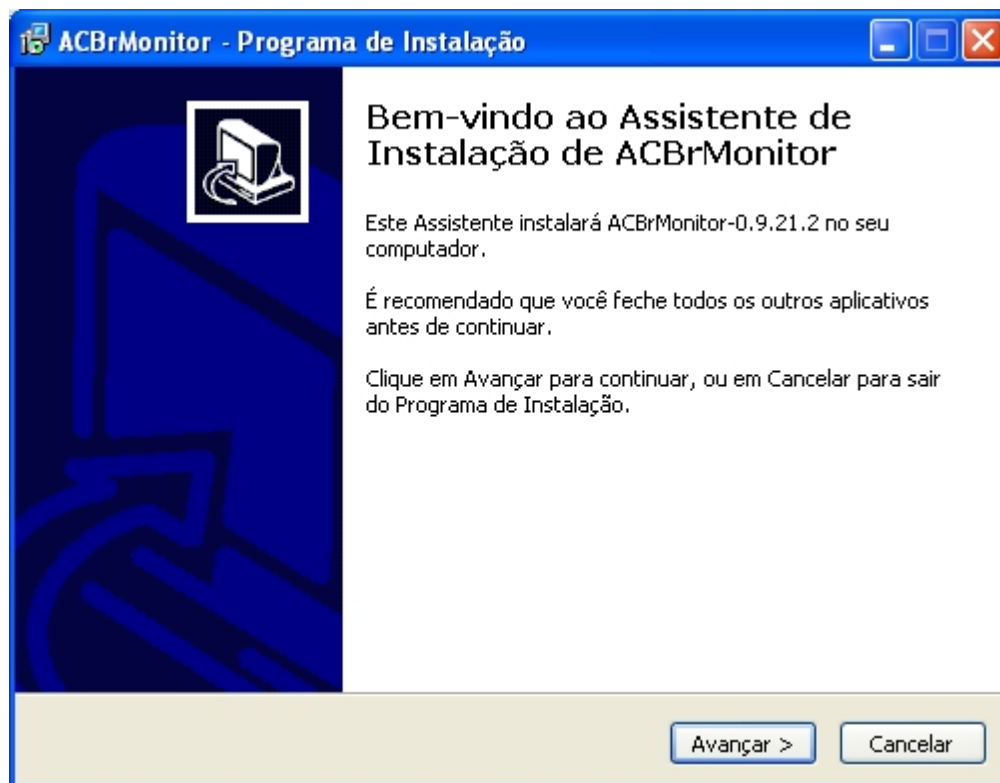 ACBrMonitor - Programa de Instalação
Bem-vindo ao Assistente de
Instalação de ACBrMonitor
Este Assistente instalará ACBrMonitor-0.9.21.2 no seu
computador.
É recomendado que você feche todos os outros aplicativos
antes de continuar.
Clique em Avançar para continuar, ou em Cancelar para sair
do Programa de Instalação.
Avançar >
Cancelar